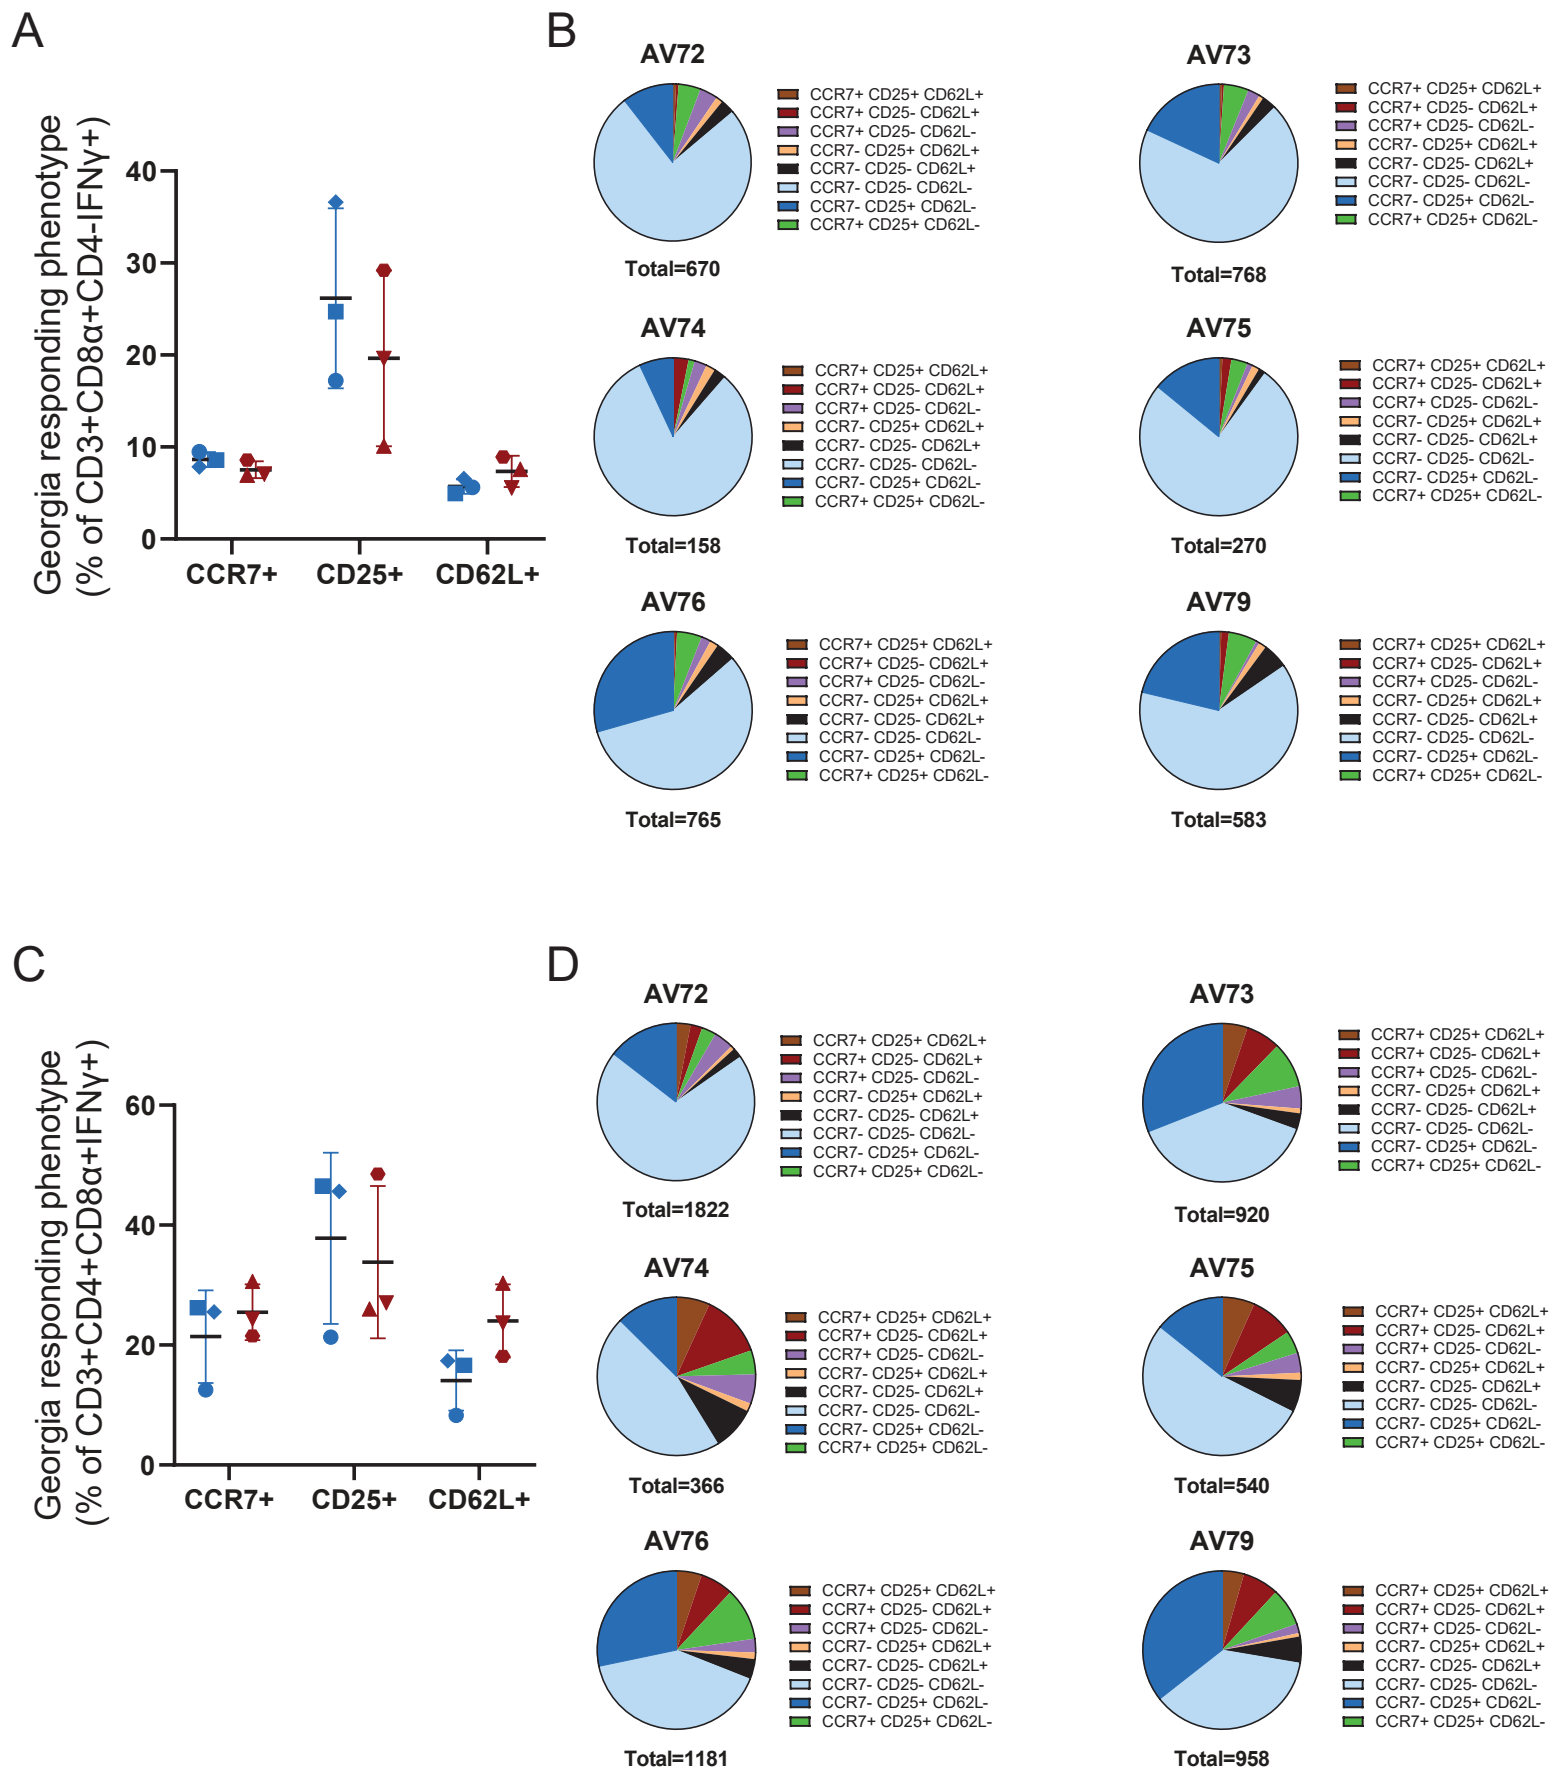 A
Georgia responding phenotype
(% of CD3+CD8α+CD4-IFNγ+)
40
30
20
10
0
CCR7+
CD25+
CD62L+
B
AV72
CCR7+ CD25+ CD62L+
CCR7+ CD25- CD62L+
CCR7+ CD25- CD62L-
CCR7- CD25+ CD62L+
CCR7- CD25- CD62L+
CCR7- CD25- CD62L-
CCR7- CD25+ CD62L-
CCR7+ CD25+ CD62L-
Total=670
AV73
CCR7+ CD25+ CD62L+
CCR7+ CD25- CD62L+
CCR7+ CD25- CD62L-
CCR7- CD25+ CD62L+
CCR7- CD25- CD62L+
CCR7- CD25- CD62L-
CCR7- CD25+ CD62L-
CCR7+ CD25+ CD62L-
Total=768
AV74
CCR7+ CD25+ CD62L+
CCR7+ CD25- CD62L+
CCR7+ CD25- CD62L-
CCR7- CD25+ CD62L+
CCR7- CD25- CD62L+
CCR7- CD25- CD62L-
CCR7- CD25+ CD62L-
CCR7+ CD25+ CD62L-
Total=158
AV75
CCR7+ CD25+ CD62L+
CCR7+ CD25- CD62L+
CCR7+ CD25- CD62L-
CCR7- CD25+ CD62L+
CCR7- CD25- CD62L+
CCR7- CD25- CD62L-
CCR7- CD25+ CD62L-
CCR7+ CD25+ CD62L-
Total=270
AV76
CCR7+ CD25+ CD62L+
CCR7+ CD25- CD62L+
CCR7+ CD25- CD62L-
CCR7- CD25+ CD62L+
CCR7- CD25- CD62L+
CCR7- CD25- CD62L-
CCR7- CD25+ CD62L-
CCR7+ CD25+ CD62L-
Total=765
AV79
CCR7+ CD25+ CD62L+
CCR7+ CD25- CD62L+
CCR7+ CD25- CD62L-
CCR7- CD25+ CD62L+
CCR7- CD25- CD62L+
CCR7- CD25- CD62L-
CCR7- CD25+ CD62L-
CCR7+ CD25+ CD62L-
Total=583
C
Georgia responding phenotype
(% of CD3+CD4+CD8α+IFNγ+)
60
40
20
0
CCR7+
CD25+
CD62L+
D
AV72
CCR7+ CD25+ CD62L+
CCR7+ CD25- CD62L+
CCR7+ CD25- CD62L-
CCR7- CD25+ CD62L+
CCR7- CD25- CD62L+
CCR7- CD25- CD62L-
CCR7- CD25+ CD62L-
CCR7+ CD25+ CD62L-
Total=1822
AV73
CCR7+ CD25+ CD62L+
CCR7+ CD25- CD62L+
CCR7+ CD25- CD62L-
CCR7- CD25+ CD62L+
CCR7- CD25- CD62L+
CCR7- CD25- CD62L-
CCR7- CD25+ CD62L-
CCR7+ CD25+ CD62L-
Total=920
AV74
CCR7+ CD25+ CD62L+
CCR7+ CD25- CD62L+
CCR7+ CD25- CD62L-
CCR7- CD25+ CD62L+
CCR7- CD25- CD62L+
CCR7- CD25- CD62L-
CCR7- CD25+ CD62L-
CCR7+ CD25+ CD62L-
Total=366
AV75
CCR7+ CD25+ CD62L+
CCR7+ CD25- CD62L+
CCR7+ CD25- CD62L-
CCR7- CD25+ CD62L+
CCR7- CD25- CD62L+
CCR7- CD25- CD62L-
CCR7- CD25+ CD62L-
CCR7+ CD25+ CD62L-
Total=540
AV76
CCR7+ CD25+ CD62L+
CCR7+ CD25- CD62L+
CCR7+ CD25- CD62L-
CCR7- CD25+ CD62L+
CCR7- CD25- CD62L+
CCR7- CD25- CD62L-
CCR7- CD25+ CD62L-
CCR7+ CD25+ CD62L-
Total=1181
AV79
CCR7+ CD25+ CD62L+
CCR7+ CD25- CD62L+
CCR7+ CD25- CD62L-
CCR7- CD25+ CD62L+
CCR7- CD25- CD62L+
CCR7- CD25- CD62L-
CCR7- CD25+ CD62L-
CCR7+ CD25+ CD62L-
Total=958